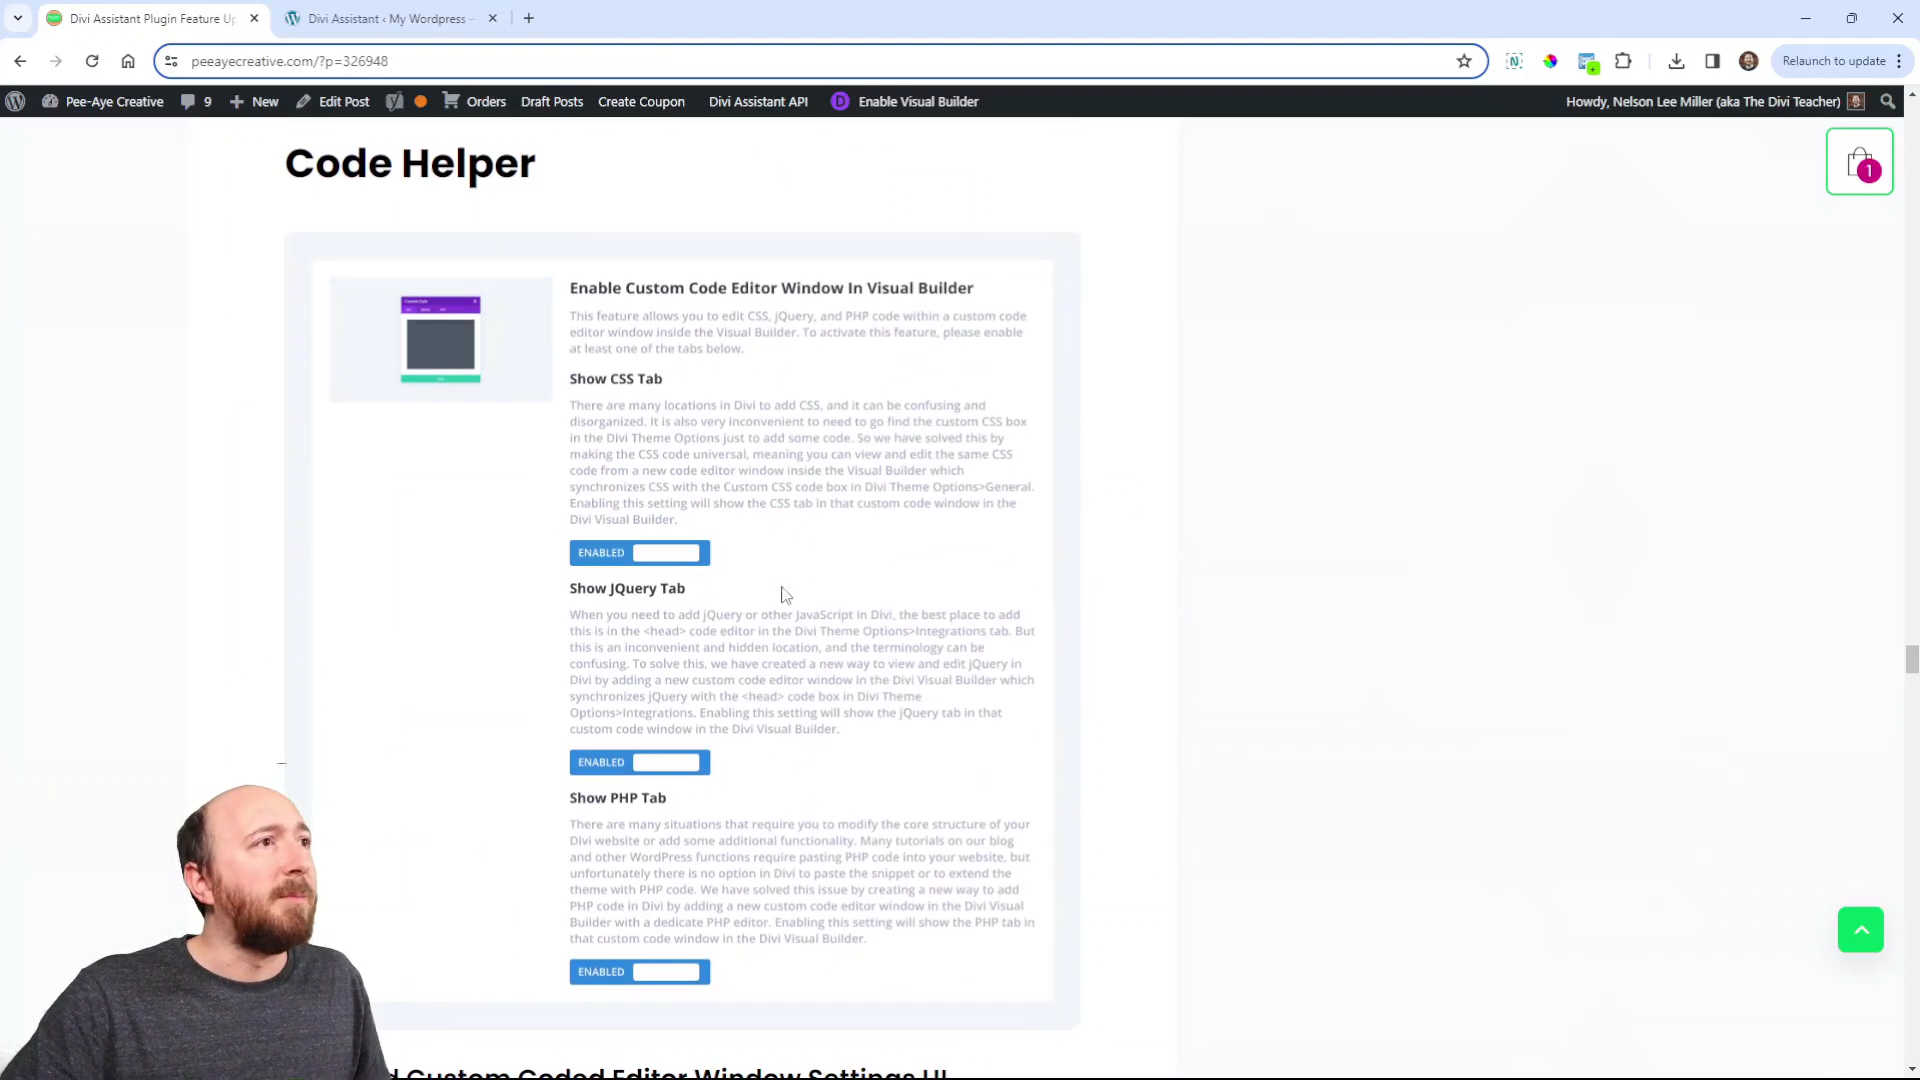 Divi Assistant Plugin Feature Up
Divi Assistant ‹ My Wordpress –
peeayecreative.com/?p=326948
Relaunch to update
Pee-Aye Creative
9
New
Edit Post
Orders
Draft Posts
Create Coupon
Divi Assistant API
D
Enable Visual Builder
Howdy, Nelson Lee Miller (aka The Divi Teacher)
1
Code Helper
Enable Custom Code Editor Window In Visual Builder
This feature allows you to edit CSS, jQuery, and PHP code within a custom code
editor window inside the Visual Builder. To activate this feature, please enable
at least one of the tabs below.
Show CSS Tab
There are many locations in Divi to add CSS, and it can be confusing and
disorganized. It is also very inconvenient to need to go find the custom CSS box
in the Divi Theme Options just to add some code. So we have solved this by
making the CSS code universal, meaning you can view and edit the same CSS
code from a new code editor window inside the Visual Builder which
synchronizes CSS with the Custom CSS code box in Divi Theme Options>General.
Enabling this setting will show the CSS tab in that custom code window in the
Divi Visual Builder.
ENABLED
Show JQuery Tab
When you need to add jQuery or other JavaScript in Divi, the best place to add
this is in the <head> code editor in the Divi Theme Options>Integrations tab. But
this is an inconvenient and hidden location, and the terminology can be
confusing. To solve this, we have created a new way to view and edit jQuery in
Divi by adding a new custom code editor window in the Divi Visual Builder which
synchronizes jQuery with the <head> code box in Divi Theme
Options>Integrations. Enabling this setting will show the jQuery tab in that
custom code window in the Divi Visual Builder.
ENABLED
Show PHP Tab
There are many situations that require you to modify the core structure of your
Divi website or add some additional functionality. Many tutorials on our blog
and other WordPress functions require pasting PHP code into your website, but
unfortunately there is no option in Divi to paste the snippet or to extend the
theme with PHP code. We have solved this issue by creating a new way to add
PHP code in Divi by adding a new custom code editor window in the Divi Visual
Builder with a dedicate PHP editor. Enabling this setting will show the PHP tab in
that custom code window in the Divi Visual Builder.
ENABLED
Custom Coded Editor Window Settings UI